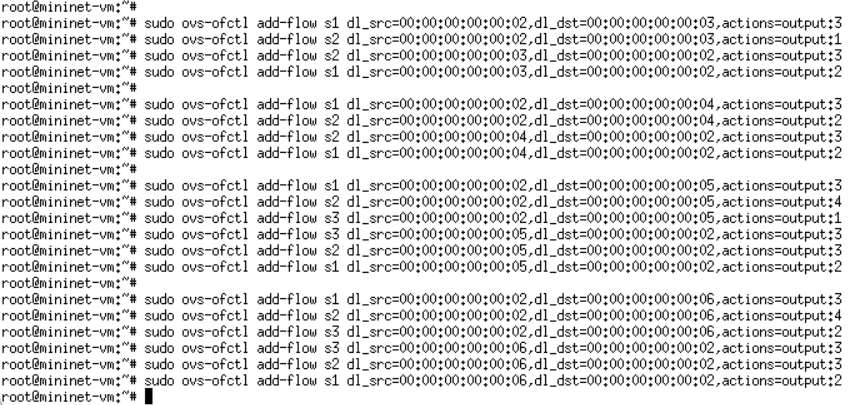 root@mininet-vm:~#
root@mininet-vm:~# sudo ovs-ofctl add-flow s1 dl_src=00:00:00:00:00:02,dl_dst=00:00:00:00:00:03,actions=output:3
root@mininet-vm:~# sudo ovs-ofctl add-flow s2 dl_src=00:00:00:00:00:02,dl_dst=00:00:00:00:00:03,actions=output:1
root@mininet-vm:~# sudo ovs-ofctl add-flow s2 dl_src=00:00:00:00:00:03,dl_dst=00:00:00:00:00:02,actions=output:3
root@mininet-vm:~# sudo ovs-ofctl add-flow s1 dl_src=00:00:00:00:00:03,dl_dst=00:00:00:00:00:02,actions=output:2
root@mininet-vm:~#
root@mininet-vm:~# sudo ovs-ofctl add-flow s1 dl_src=00:00:00:00:00:02,dl_dst=00:00:00:00:00:04,actions=output:3
root@mininet-vm:~# sudo ovs-ofctl add-flow s2 dl_src=00:00:00:00:00:02,dl_dst=00:00:00:00:00:04,actions=output:2
root@mininet-vm:~# sudo ovs-ofctl add-flow s2 dl_src=00:00:00:00:00:04,dl_dst=00:00:00:00:00:02,actions=output:3
root@mininet-vm:~# sudo ovs-ofctl add-flow s1 dl_src=00:00:00:00:00:04,dl_dst=00:00:00:00:00:02,actions=output:2
root@mininet-vm:~#
root@mininet-vm:~# sudo ovs-ofctl add-flow s1 dl_src=00:00:00:00:00:02,dl_dst=00:00:00:00:00:05,actions=output:3
root@mininet-vm:~# sudo ovs-ofctl add-flow s2 dl_src=00:00:00:00:00:02,dl_dst=00:00:00:00:00:05,actions=output:4
root@mininet-vm:~# sudo ovs-ofctl add-flow s3 dl_src=00:00:00:00:00:02,dl_dst=00:00:00:00:00:05,actions=output:1
root@mininet-vm:~# sudo ovs-ofctl add-flow s3 dl_src=00:00:00:00:00:05,dl_dst=00:00:00:00:00:02,actions=output:3
root@mininet-vm:~# sudo ovs-ofctl add-flow s2 dl_src=00:00:00:00:00:05,dl_dst=00:00:00:00:00:02,actions=output:3
root@mininet-vm:~# sudo ovs-ofctl add-flow s1 dl_src=00:00:00:00:00:05,dl_dst=00:00:00:00:00:02,actions=output:2
root@mininet-vm:~#
root@mininet-vm:~# sudo ovs-ofctl add-flow s1 dl_src=00:00:00:00:00:02,dl_dst=00:00:00:00:00:06,actions=output:3
root@mininet-vm:~# sudo ovs-ofctl add-flow s2 dl_src=00:00:00:00:00:02,dl_dst=00:00:00:00:00:06,actions=output:4
root@mininet-vm:~# sudo ovs-ofctl add-flow s3 dl_src=00:00:00:00:00:02,dl_dst=00:00:00:00:00:06,actions=output:2
root@mininet-vm:~# sudo ovs-ofctl add-flow s3 dl_src=00:00:00:00:00:06,dl_dst=00:00:00:00:00:02,actions=output:3
root@mininet-vm:~# sudo ovs-ofctl add-flow s2 dl_src=00:00:00:00:00:06,dl_dst=00:00:00:00:00:02,actions=output:3
root@mininet-vm:~# sudo ovs-ofctl add-flow s1 dl_src=00:00:00:00:00:06,dl_dst=00:00:00:00:00:02,actions=output:2
root@mininet-vm:~#